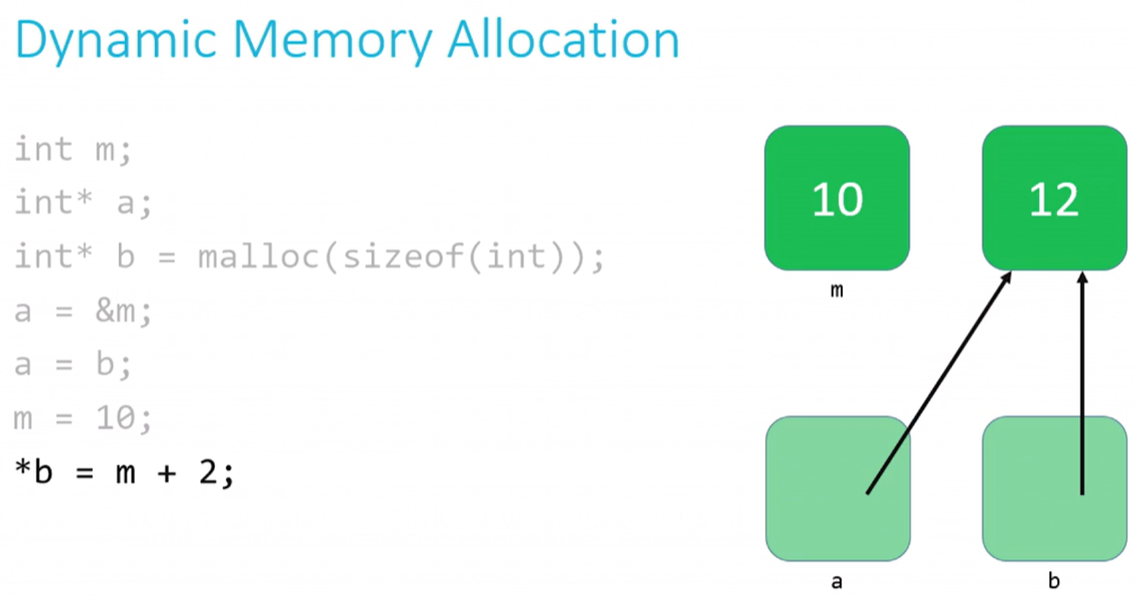 Dynamic Memory Allocation
int m;
int* a;
int* b = malloc(sizeof(int));
a = &m;
a = b;
m = 10;
*b = m + 2;
10
12
m
a
b